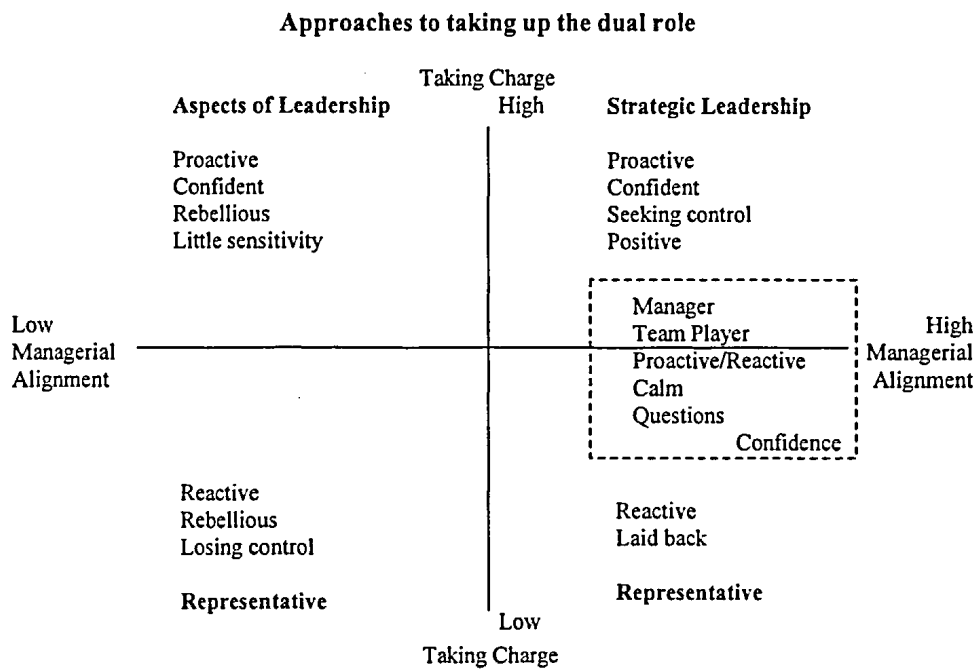 Approaches to taking up the dual role
Taking Charge
High
Aspects of Leadership
Proactive
Confident
Rebellious
Little sensitivity
Strategic Leadership
Proactive
Confident
Seeking control
Positive
Low
Managerial
Alignment
Manager
Team Player
Proactive/Reactive
Calm
Questions
Confidence
High
Managerial
Alignment
Reactive
Rebellious
Losing control
Representative
Reactive
Laid back
Representative
Low
Taking Charge